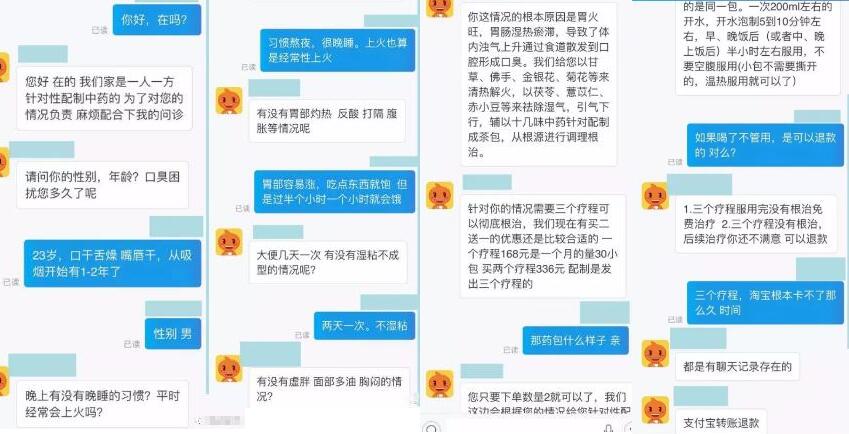 你好，在吗？
已读
您好 在的 我们家是一人一方
针对性配制中药的 为了对您的
情况负责 麻烦配合下我的问诊
请问你的性别，年龄？口臭困
扰您多久了呢
23岁，口干舌燥 嘴唇干，从吸
烟开始有1-2年了
已读
性别 男
已读
晚上有没有晚睡的习惯？平时
经常会上火吗？
习惯熬夜，很晚睡。上火也算
是经常性上火
已读
有没有胃部灼热 反酸 打隔 腹
胀等情况呢
胃部容易涨，吃点东西就饱 但
是过半个小时一个小时就会饿
已读
大便几天一次 有没有湿粘不成
型的情况呢？
两天一次。不湿粘
已读
有没有虚胖 面部多油 胸闷的情
况？
你这情况的根本原因是胃火
旺，胃肠湿热瘀滞，导致了体
内浊气上升通过食道散发到口
腔形成口臭。我们给您以甘
草、佛手、金银花、菊花等来
清热解火，以茯苓、薏苡仁、
赤小豆等来祛除湿气，引气下
行，辅以十几味中药针对配制
成茶包，从根源进行调理根
治。
针对你的情况需要三个疗程可
以彻底根治，我们现在有买二
送一的优惠还是比较合适的 一
个疗程168元是一个月的量30小
包 买两个疗程336元 配制是发
出三个疗程的
那药包什么样子 亲
已读
您只要下单数量2就可以了，我们
这边会根据您的情况给您针对性配
的是同一包。一次200ml左右的
开水，开水泡制5到10分钟左
右，早、晚饭后（或者中、晚
上饭后）半小时左右服用，不
要空腹服用(小包不需要撕开
的，温热服用就可以了）
如果喝了不管用，是可以退款
的 对么？
已读
1.三个疗程服用完没有根治免
费治疗 2.三个疗程没有根治，
后续治疗你还不满意 可以退款
三个疗程，淘宝根本卡不了那
么久 时间
已读
都是有聊天记录存在的
支付宝转账退款